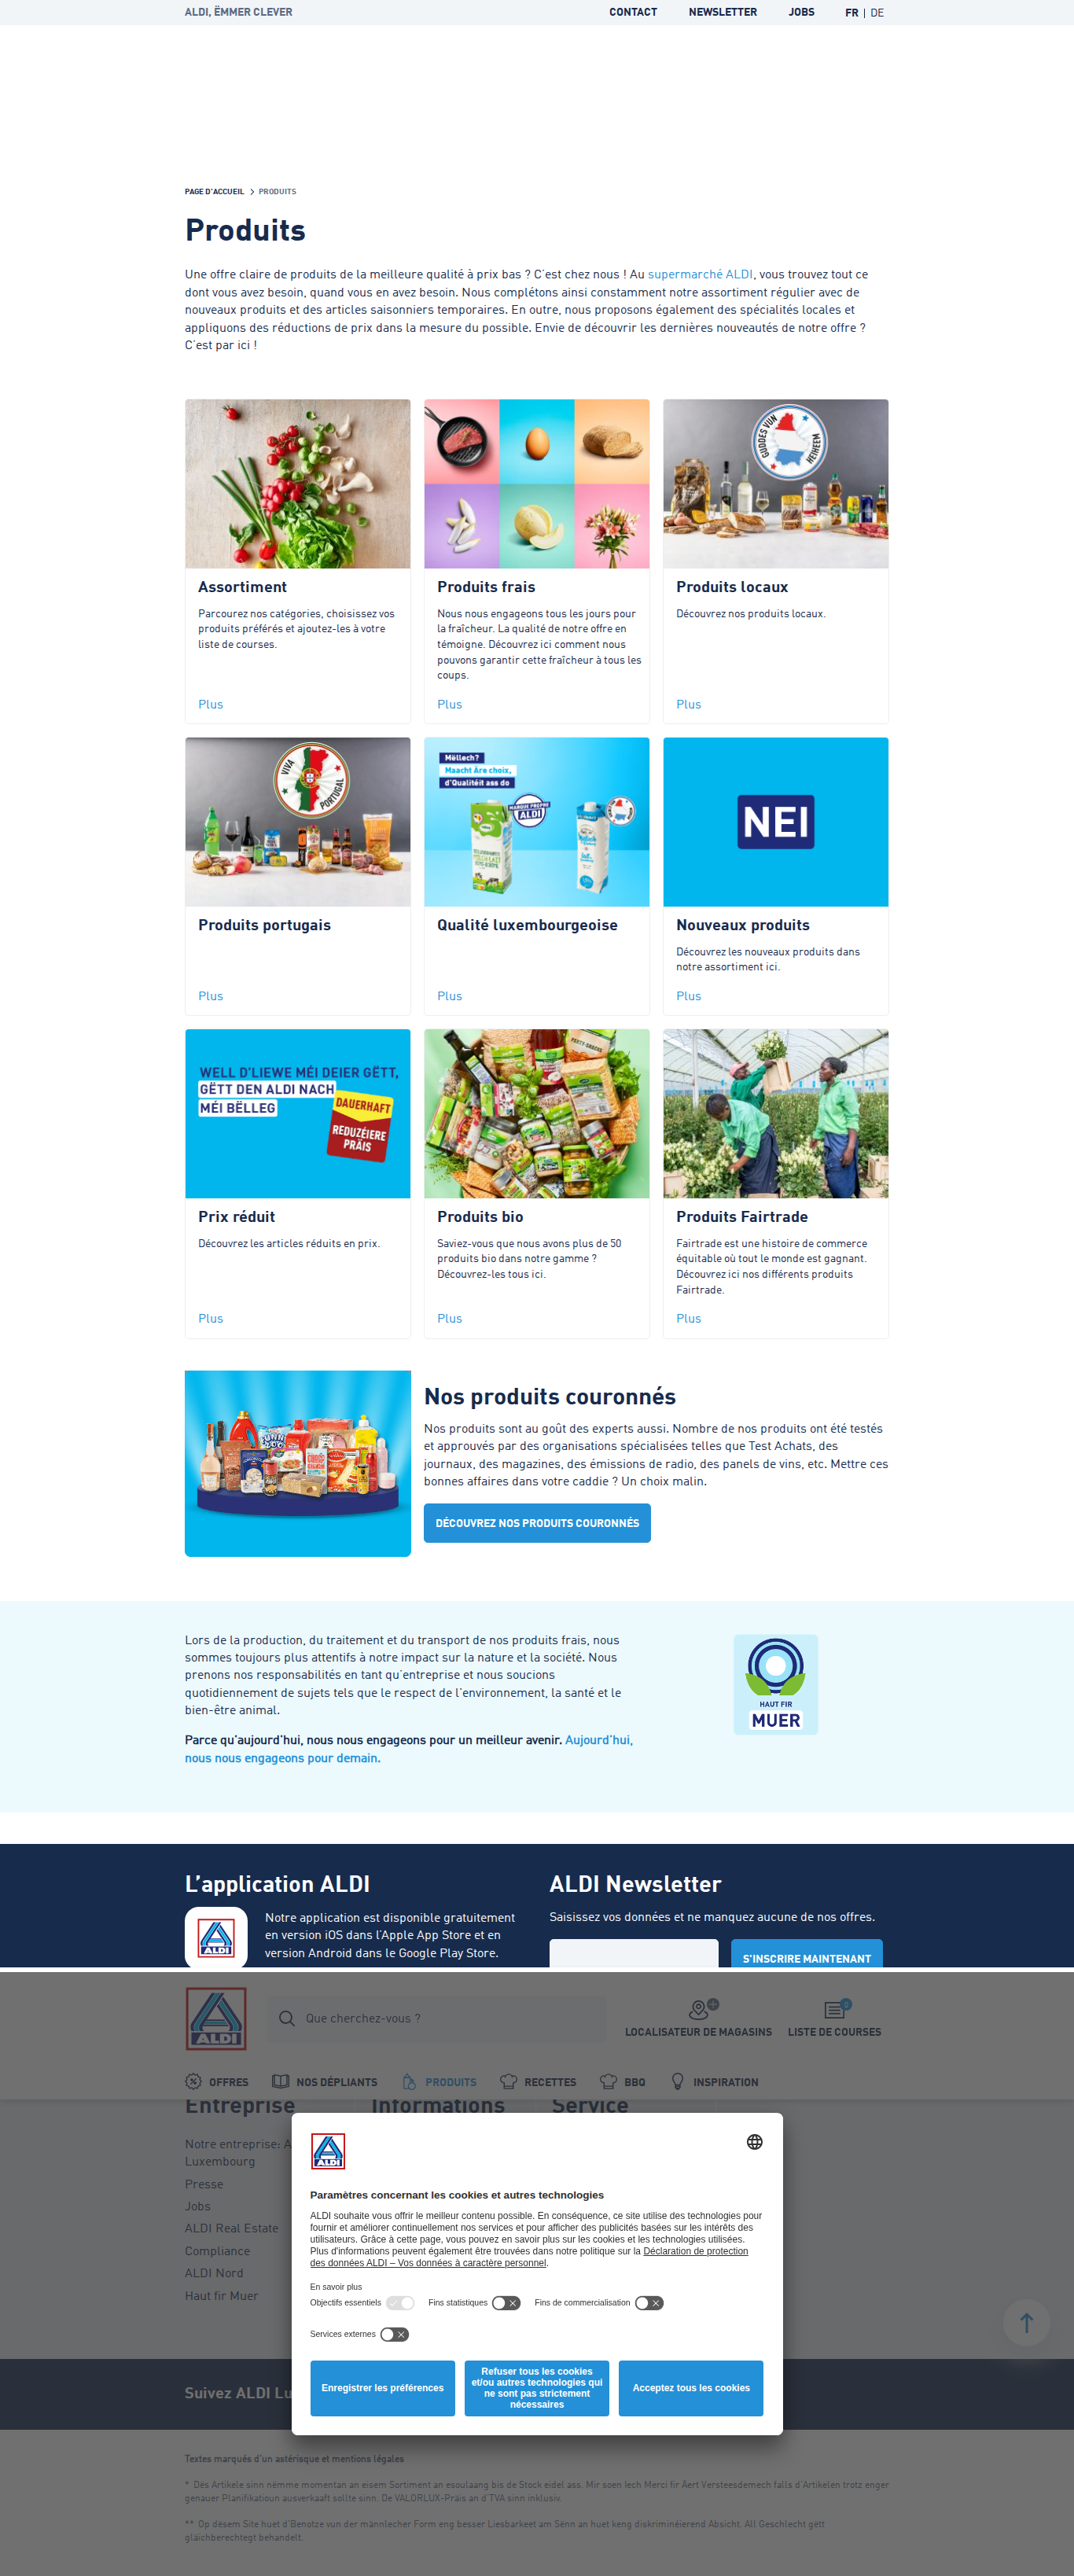 ALDI, ËMMER CLEVER
CONTACT
NEWSLETTER
JOBS
FR | DE
PAGE D'ACCUEIL
PRODUITS
Produits
Une offre claire de produits de la meilleure qualité à prix bas ? C'est chez nous ! Au supermarché ALDI, vous trouvez tout ce
dont vous avez besoin, quand vous en avez besoin. Nous complétons ainsi constamment notre assortiment régulier avec de
nouveaux produits et des articles saisonniers temporaires. En outre, nous proposons également des spécialités locales et
appliquons des réductions de prix dans la mesure du possible. Envie de découvrir les dernières nouveautés de notre offre ?
C'est par ici !
GUDDES VUN
HEIHEEM
Assortiment
Parcourez nos catégories, choisissez vos
produits préférés et ajoutez-les à votre
liste de courses.
Plus
Produits frais
Nous nous engageons tous les jours pour
la fraîcheur. La qualité de notre offre en
témoigne. Découvrez ici comment nous
pouvons garantir cette fraîcheur à tous les
coups.
Plus
Produits locaux
Découvrez nos produits locaux.
Plus
VIVA
PORTUGAL
Produits portugais
Plus
Mëllech?
Maacht Äre choix,
d'Qualitéit ass do
MARQUE PROPRE
ALDI
Qualité luxembourgeoise
Plus
NEI
Nouveaux produits
Découvrez les nouveaux produits dans
notre assortiment ici.
Plus
WELL D'LIEWE MÉI DEIER GËTT,
GËTT DEN ALDI NACH
MÉI BËLLEG
DAUERHAFT
REDUZÉIERE
PRÄIS
Prix réduit
Découvrez les articles réduits en prix.
Plus
PARTY-SNACKS
Produits bio
Saviez-vous que nous avons plus de 50
produits bio dans notre gamme ?
Découvrez-les tous ici.
Plus
Produits Fairtrade
Fairtrade est une histoire de commerce
équitable où tout le monde est gagnant.
Découvrez ici nos différents produits
Fairtrade.
Plus
Nos produits couronnés
Nos produits sont au goût des experts aussi. Nombre de nos produits ont été testés
et approuvés par des organisations spécialisées telles que Test Achats, des
journaux, des magazines, des émissions de radio, des panels de vins, etc. Mettre ces
bonnes affaires dans votre caddie ? Un choix malin.
DÉCOUVREZ NOS PRODUITS COURONNÉS
Lors de la production, du traitement et du transport de nos produits frais, nous
sommes toujours plus attentifs à notre impact sur la nature et la société. Nous
prenons nos responsabilités en tant qu'entreprise et nous soucions
quotidiennement de sujets tels que le respect de l'environnement, la santé et le
bien-être animal.
Parce qu'aujourd'hui, nous nous engageons pour un meilleur avenir. Aujourd'hui,
nous nous engageons pour demain.
HAUT FIR
MUER
L'application ALDI
ALDI
Notre application est disponible gratuitement
en version iOS dans l'Apple App Store et en
version Android dans le Google Play Store.
ALDI Newsletter
Saisissez vos données et ne manquez aucune de nos offres.
S'INSCRIRE MAINTENANT
ALDI
Que cherchez-vous ?
LOCALISATEUR DE MAGASINS
0
LISTE DE COURSES
OFFRES
NOS DÉPLIANTS
PRODUITS
RECETTES
BBQ
INSPIRATION
Entreprise
Informations
Service
Notre entreprise: A
Luxembourg
Presse
Jobs
ALDI Real Estate
Compliance
ALDI Nord
Haut fir Muer
ALDI
Paramètres concernant les cookies et autres technologies
ALDI souhaite vous offrir le meilleur contenu possible. En conséquence, ce site utilise des technologies pour
fournir et améliorer continuellement nos services et pour afficher des publicités basées sur les intérêts des
utilisateurs. Grâce à cette page, vous pouvez en savoir plus sur les cookies et les technologies utilisées.
Plus d'informations peuvent également être trouvées dans notre politique sur la Déclaration de protection
des données ALDI – Vos données à caractère personnel.
En savoir plus
Objectifs essentiels
Fins statistiques
Fins de commercialisation
Services externes
Enregistrer les préférences
Refuser tous les cookies
et/ou autres technologies qui
ne sont pas strictement
nécessaires
Acceptez tous les cookies
Suivez ALDI Lu
Textes marqués d'un astérisque et mentions légales
* Dës Artikele sinn nëmme momentan an eisem Sortiment an esoulaang bis de Stock eidel ass. Mir soen Iech Merci fir Äert Versteesdemech falls d'Artikelen trotz enger
genauer Planifikatioun ausverkaaft sollte sinn. De VALORLUX-Präis an d'TVA sinn inklusiv.
** Op dësem Site huet d'Benotze vun der männlecher Form eng besser Liesbarkeet am Sënn an huet keng diskriminéierend Absicht. All Geschlecht gëtt
gläichberechtegt behandelt.